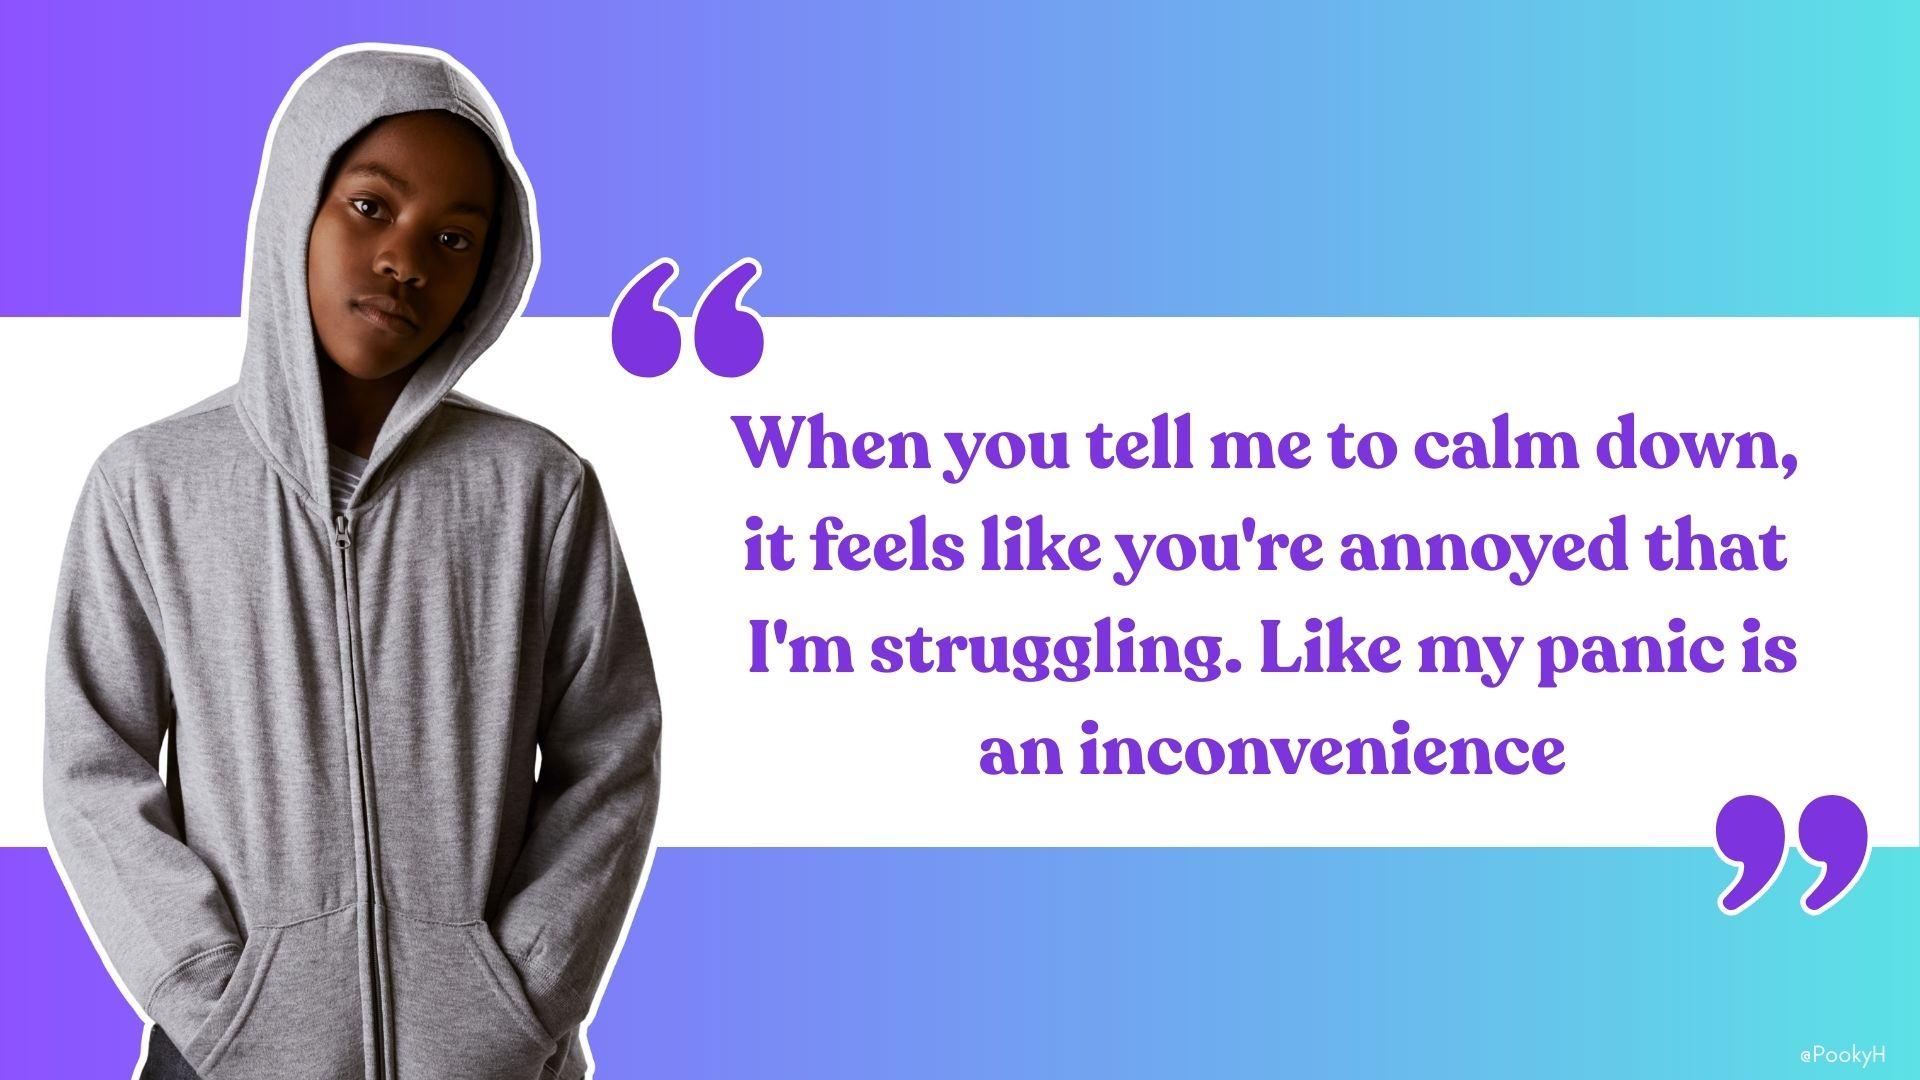 “
When you tell me to calm down,
it feels like you're annoyed that
I'm struggling. Like my panic is
an inconvenience
”
@PookyH